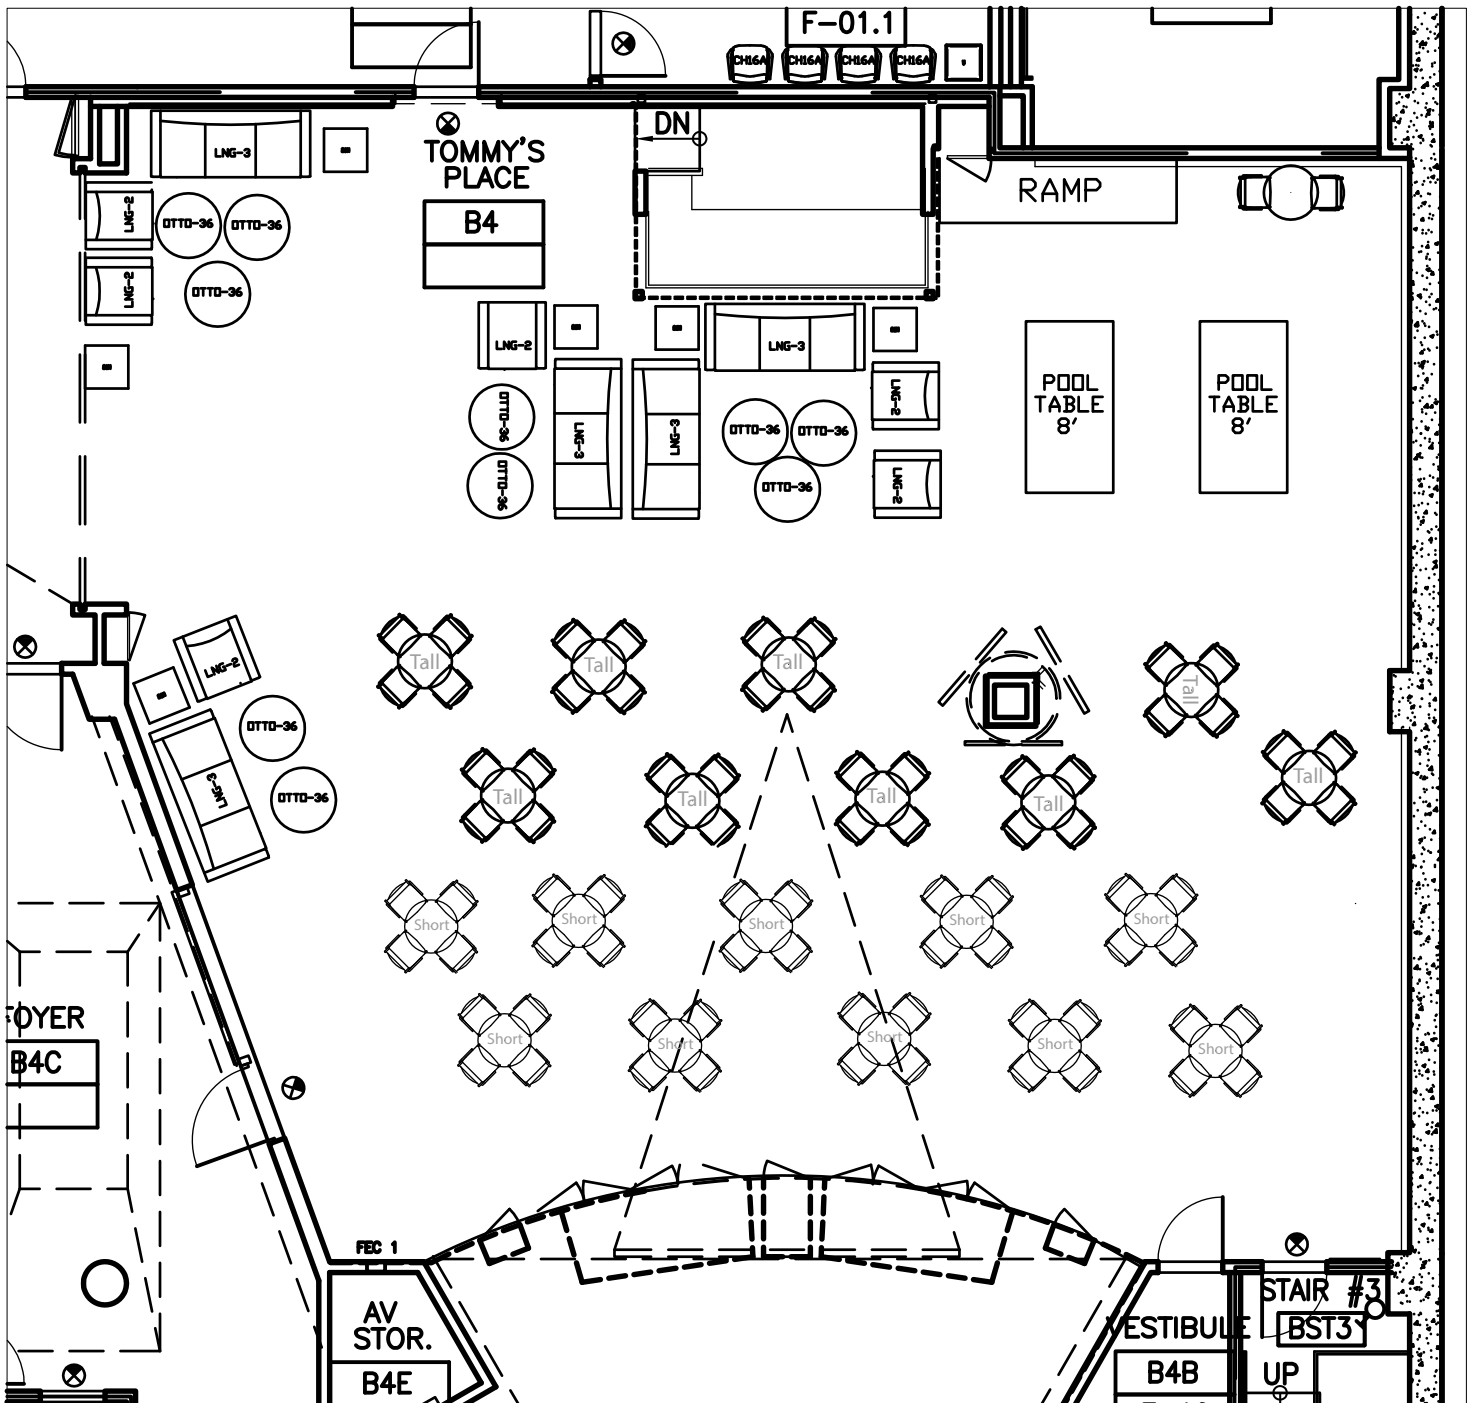 F-01.1
CH16A
CH16A
CH16A
CH16A
DN
TOMMY'S
PLACE
B4
LNG-3
LNG-2
OTTO-36
OTTO-36
LNG-2
OTTO-36
RAMP
LNG-2
LNG-3
OTTO-36
OTTO-36
LNG-3
LNG-3
OTTO-36
OTTO-36
OTTO-36
LNG-2
LNG-2
POOL
TABLE
8'
POOL
TABLE
8'
LNG-2
LNG-3
OTTO-36
OTTO-36
Tall
Tall
Tall
Tall
Tall
Tall
Tall
Tall
Tall
Short
Short
Short
Short
Short
Short
Short
Short
Short
Short
FOYER
B4C
FEC 1
AV
STOR.
B4E
VESTIBULE
B4B
STAIR #3
BST3
UP